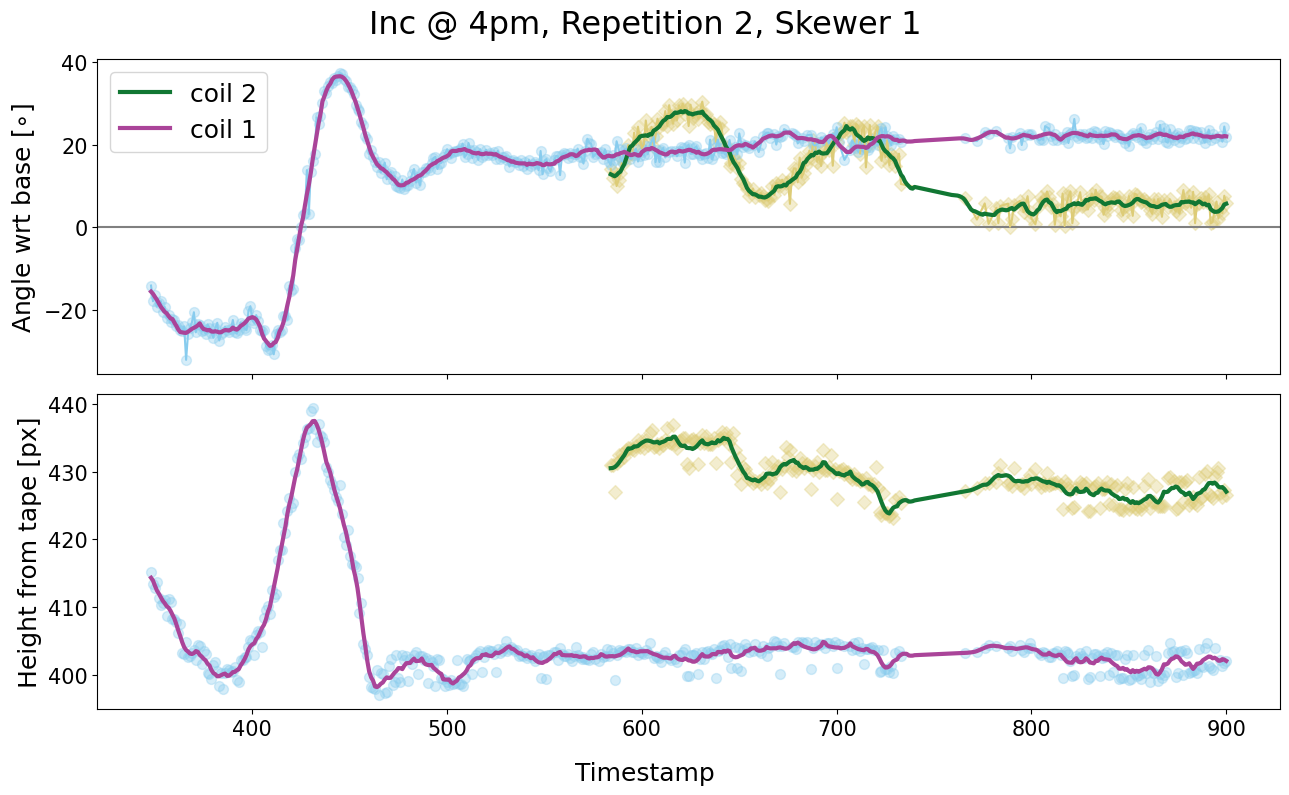 Inc @ 4pm, Repetition 2, Skewer 1
Angle wrt base [∘]
40
20
0
−20
coil 2
coil 1
Height from tape [px]
440
430
420
410
400
400
500
600
700
800
900
Timestamp